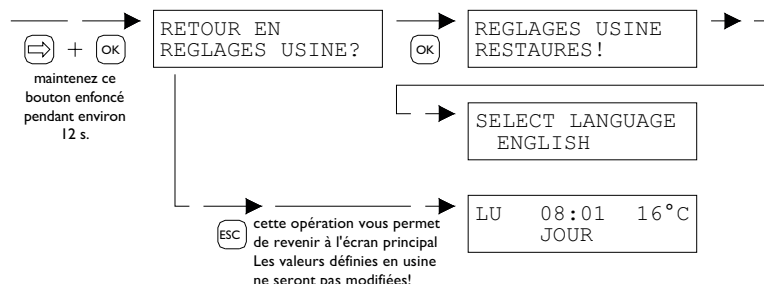 RETOUR EN
REGLAGES USINE?
REGLAGES USINE
RESTAURES!
+
OK
OK
maintenez ce
bouton enfoncé
pendant environ
12 s.
SELECT LANGUAGE
ENGLISH
LU 08:01 16°C
JOUR
ESC
cette opération vous permet
de revenir à l'écran principal
Les valeurs définies en usine
ne seront pas modifiées!